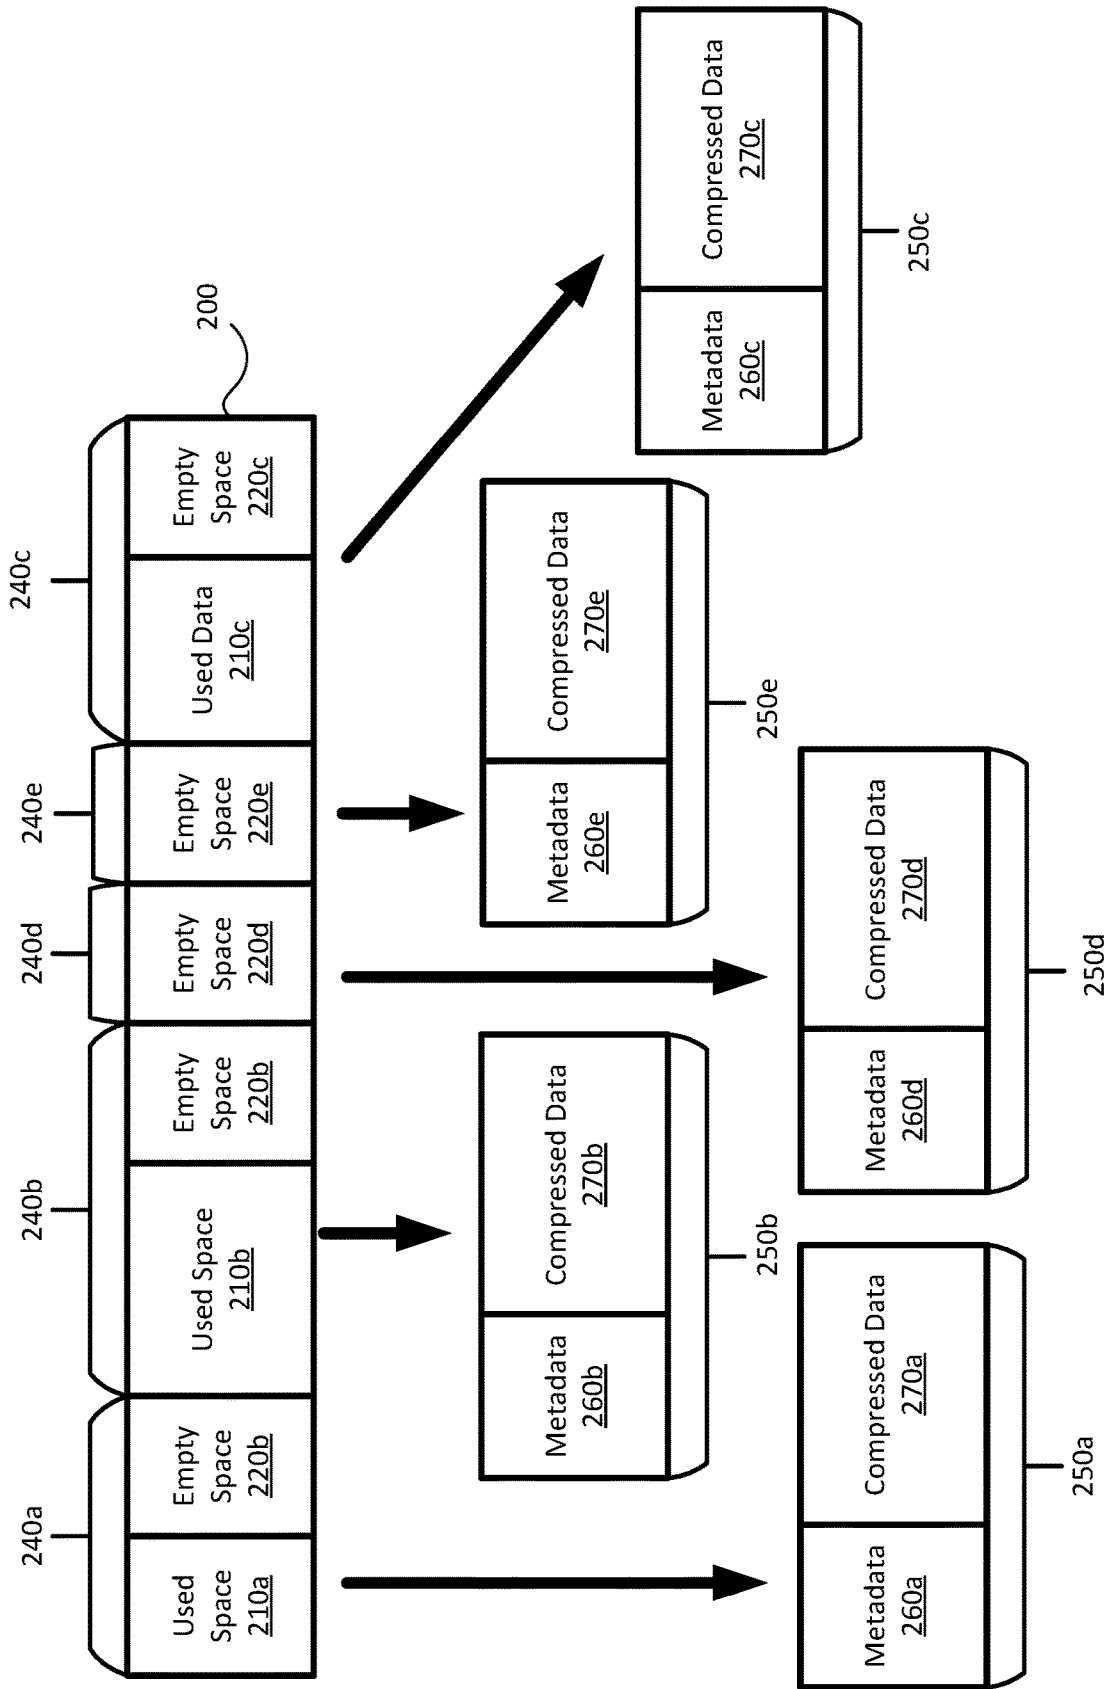 240a
240b
240d
240e
240c
200
Used
Space
210a
Empty
Space
220b
Used Space
210b
Empty
Space
220b
Empty
Space
220d
Empty
Space
220e
Used Data
210c
Empty
Space
220c
Metadata
260b
Compressed Data
270b
250b
Metadata
260e
Compressed Data
270e
250e
Metadata
260c
Compressed Data
270c
250c
Metadata
260a
Compressed Data
270a
250a
Metadata
260d
Compressed Data
270d
250d